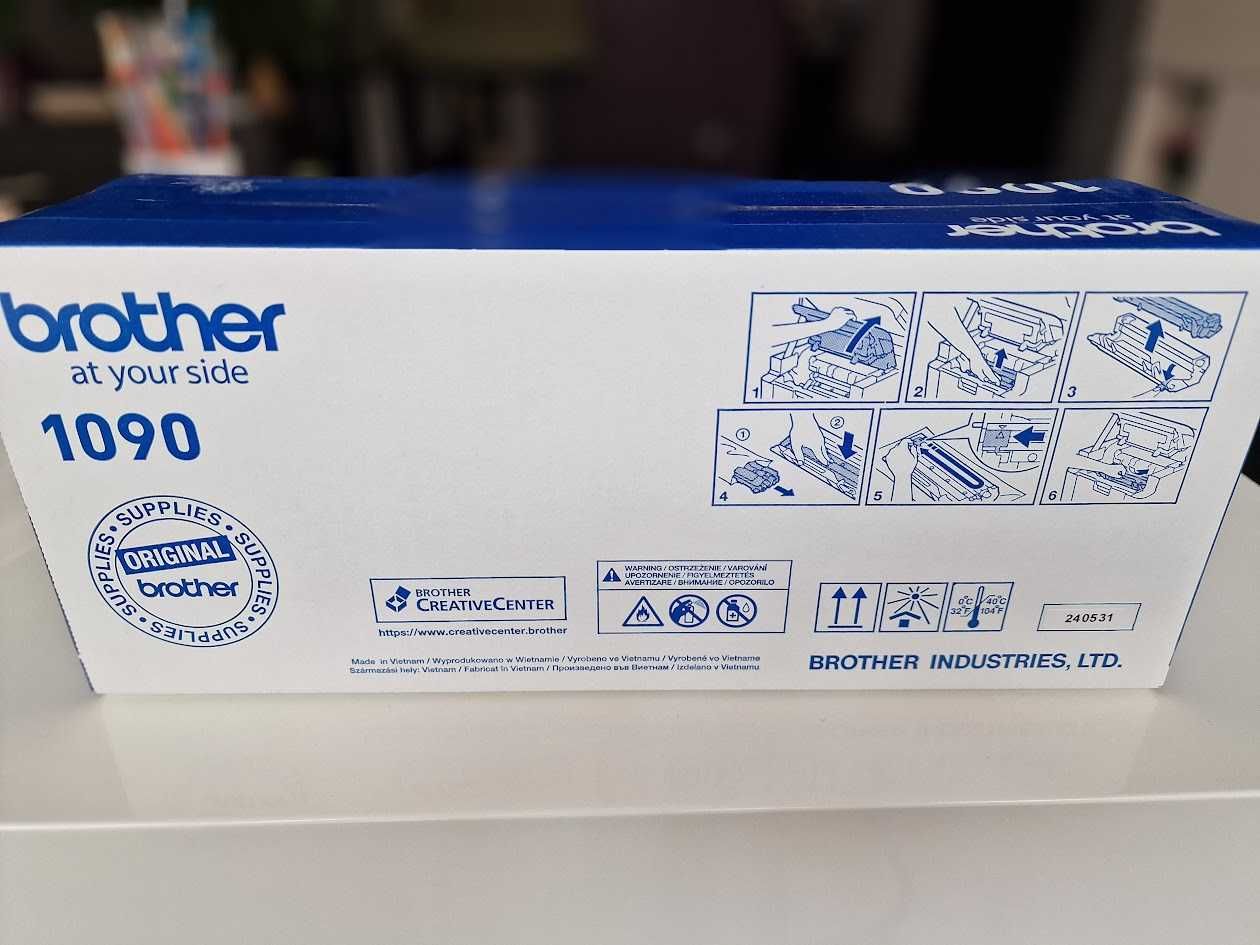 1090
brother
at your side
brother
at your side
1090
SUPPLIES • SUPPLIES • SUPPLIES • SUPPLIES •
ORIGINAL
brother
1
2
3
4
①
②
5
6
BROTHER
CREATIVECENTER
https://www.creativecenter.brother
WARNING / OSTRZEŻENIE / VAROVÁNÍ
UPOZORNENIE / FIGYELMEZTETÉS
AVERTIZARE / ВНИМАНИЕ / OPOZORILO
0°C 40°C
32°F 104°F
240531
Made in Vietnam / Wyprodukowano w Wietnamie / Vyrobeno ve Vietnamu / Vyrobené vo Vietname
Származási hely: Vietnam / Fabricat în Vietnam / Произведено във Виетнам / Izdelano v Vietnamu
BROTHER INDUSTRIES, LTD.